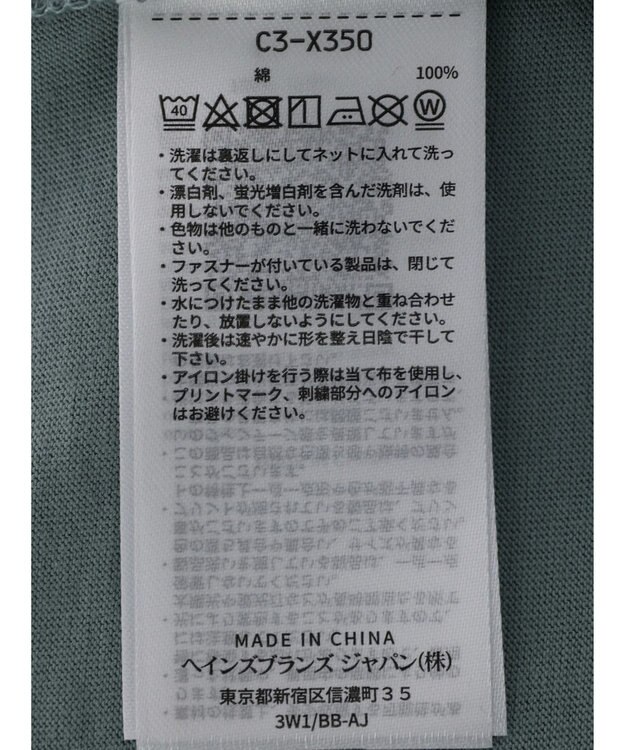 C3-X350
綿 100%
40 W
・洗濯は裏返しにしてネットに入れて洗っ
てください。
・漂白剤、蛍光増白剤を含んだ洗剤は、使
用しないでください。
・色物は他のものと一緒に洗わないでくだ
さい。
・ファスナーが付いている製品は、閉じて
洗ってください。
・水につけたまま他の洗濯物と重ね合わせ
たり、放置しないようにしてください。
・洗濯後は速やかに形を整え日陰で干して
下さい。
・アイロン掛けを行う際は当て布を使用し、
プリントマーク、刺繍部分へのアイロン
はお避けください。
MADE IN CHINA
ヘインズブランズ ジャパン(株)
東京都新宿区信濃町35
3W1/BB-AJ